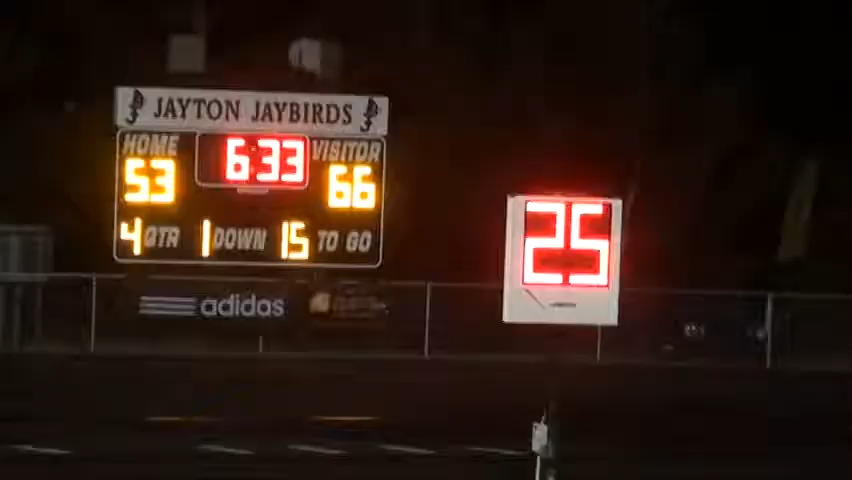 JAYTON JAYBIRDS
HOME 6:33 VISITOR
53 66
4 QTR 1 DOWN 15 TO GO
25
adidas